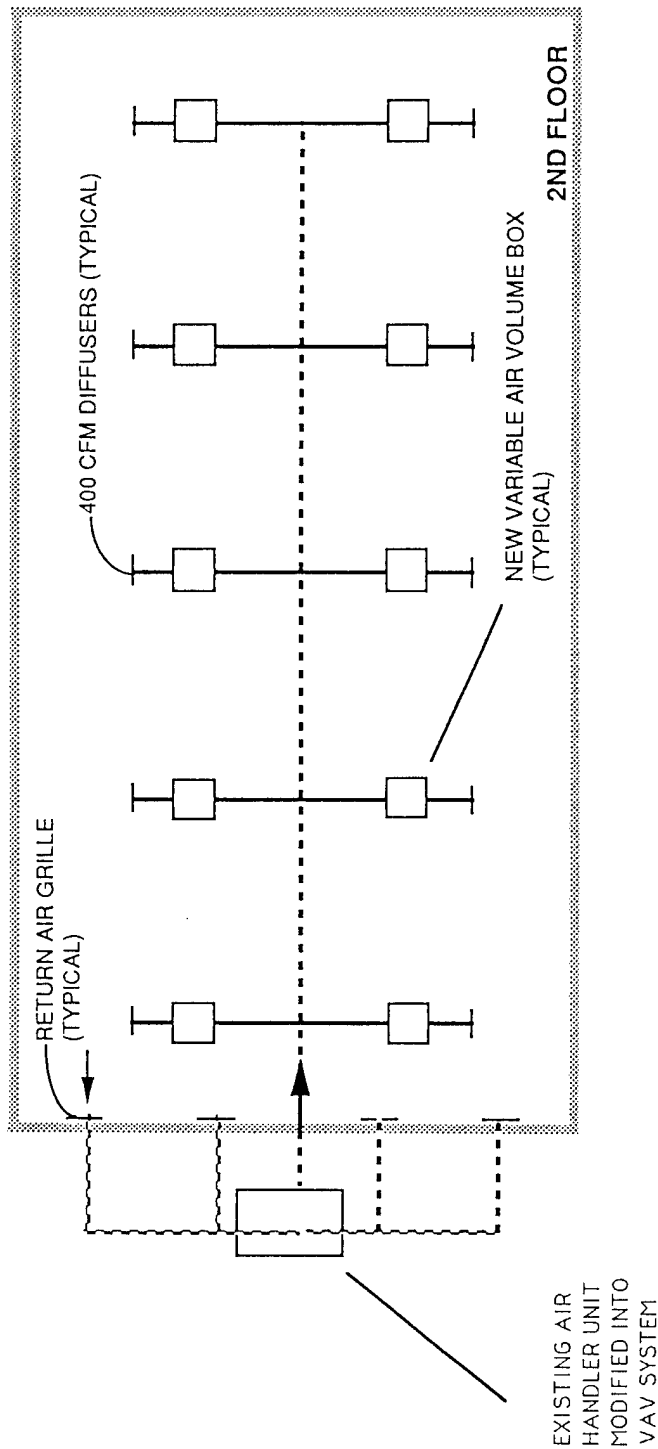 RETURN AIR GRILLE
(TYPICAL)
400 CFM DIFFUSERS (TYPICAL)
2ND FLOOR
NEW VARIABLE AIR VOLUME BOX
(TYPICAL)
EXISTING AIR
HANDLER UNIT
MODIFIED INTO
VAV SYSTEM